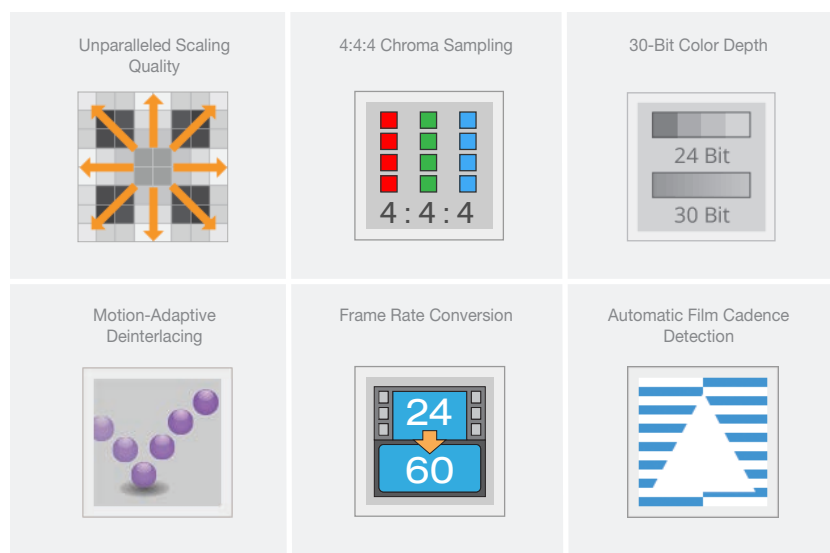 Unparalleled Scaling
Quality
4:4:4 Chroma Sampling
4 : 4 : 4
30-Bit Color Depth
24 Bit
30 Bit
Motion-Adaptive
Deinterlacing
Frame Rate Conversion
24
60
Automatic Film Cadence
Detection